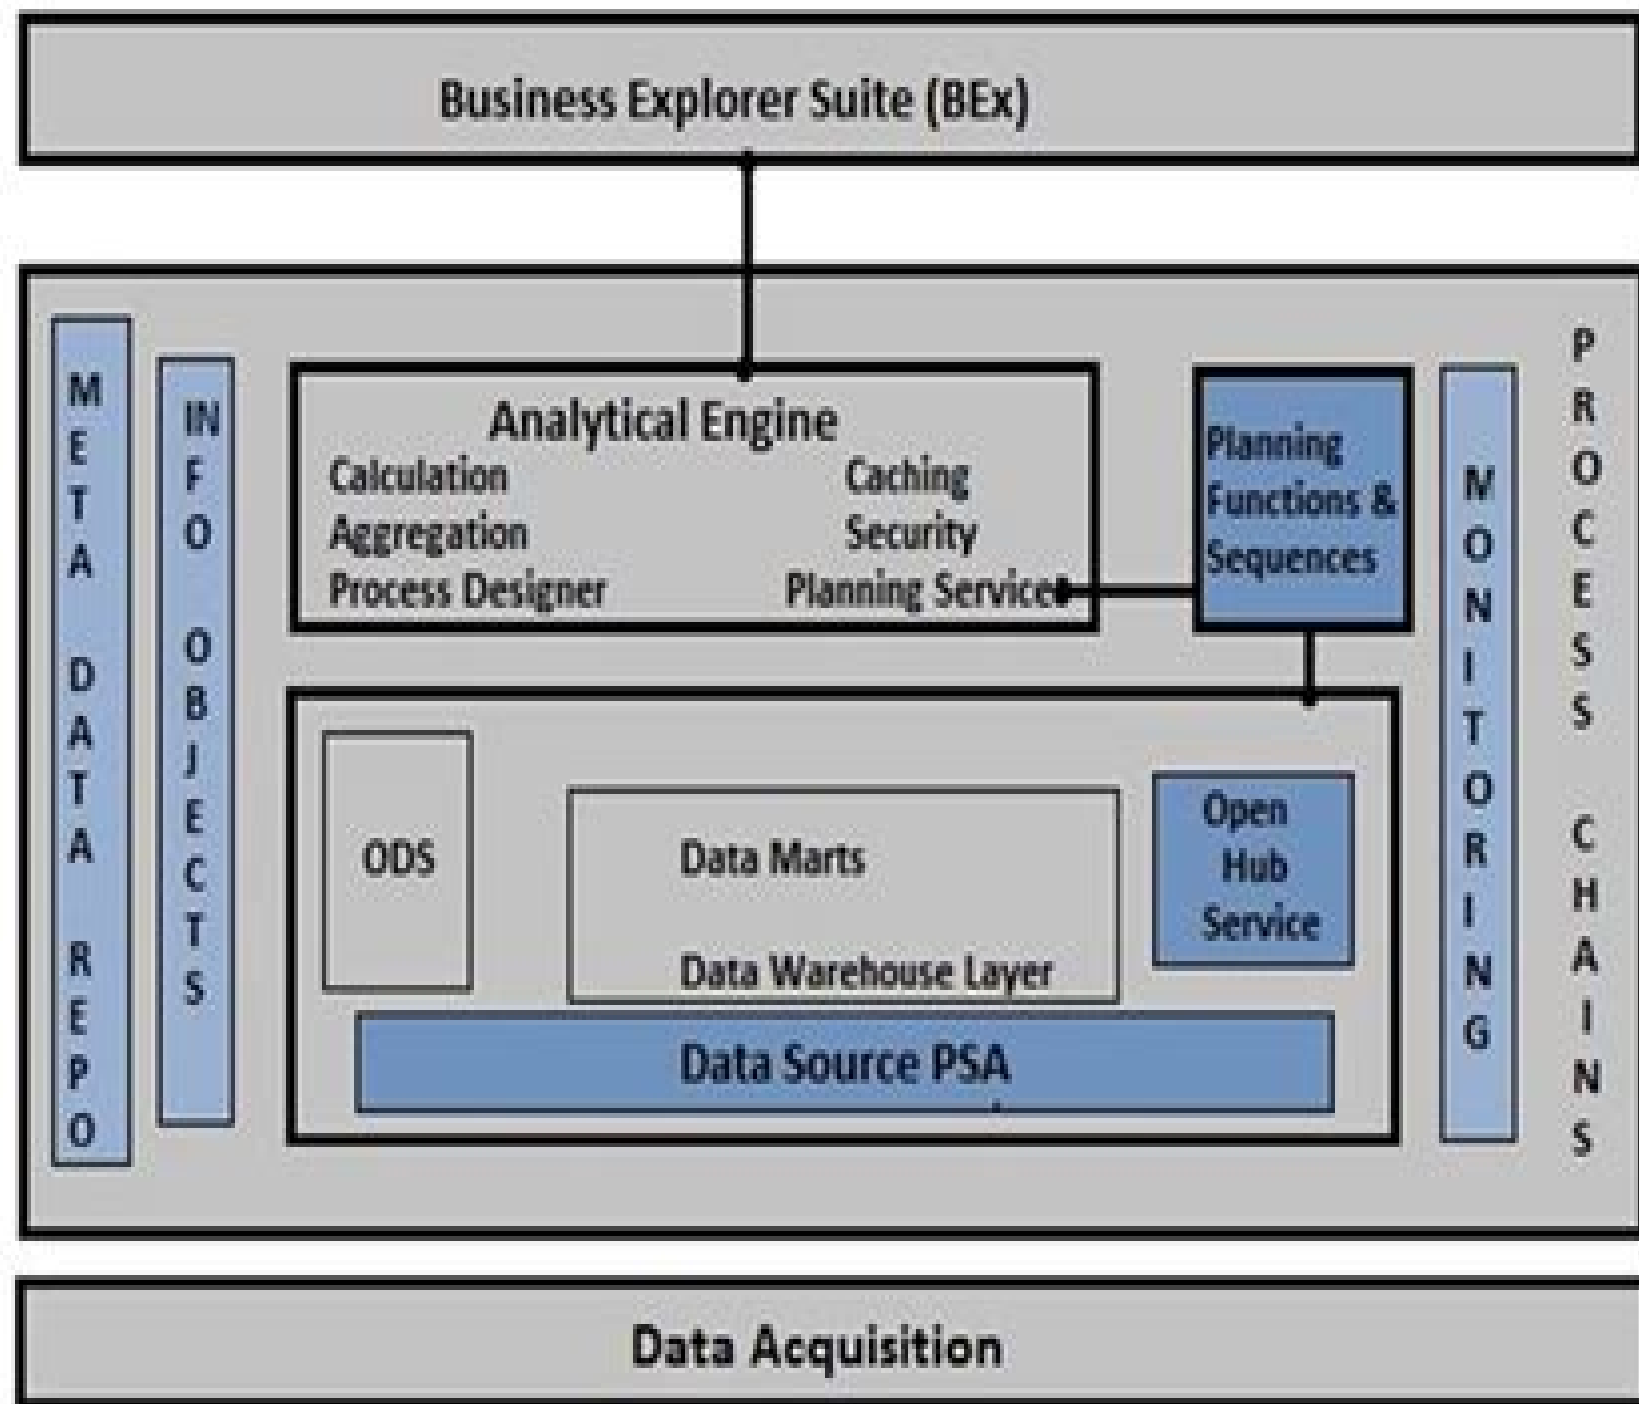 Business Explorer Suite (BEx)
META DATA REPO
INFO OBJECTS
Analytical Engine
Calculation
Caching
Aggregation
Security
Process Designer
Planning Services
Planning
Functions &
Sequences
MONITORING
PROCESS CHAINS
ODS
Data Marts
Data Warehouse Layer
Open
Hub
Service
Data Source PSA
Data Acquisition